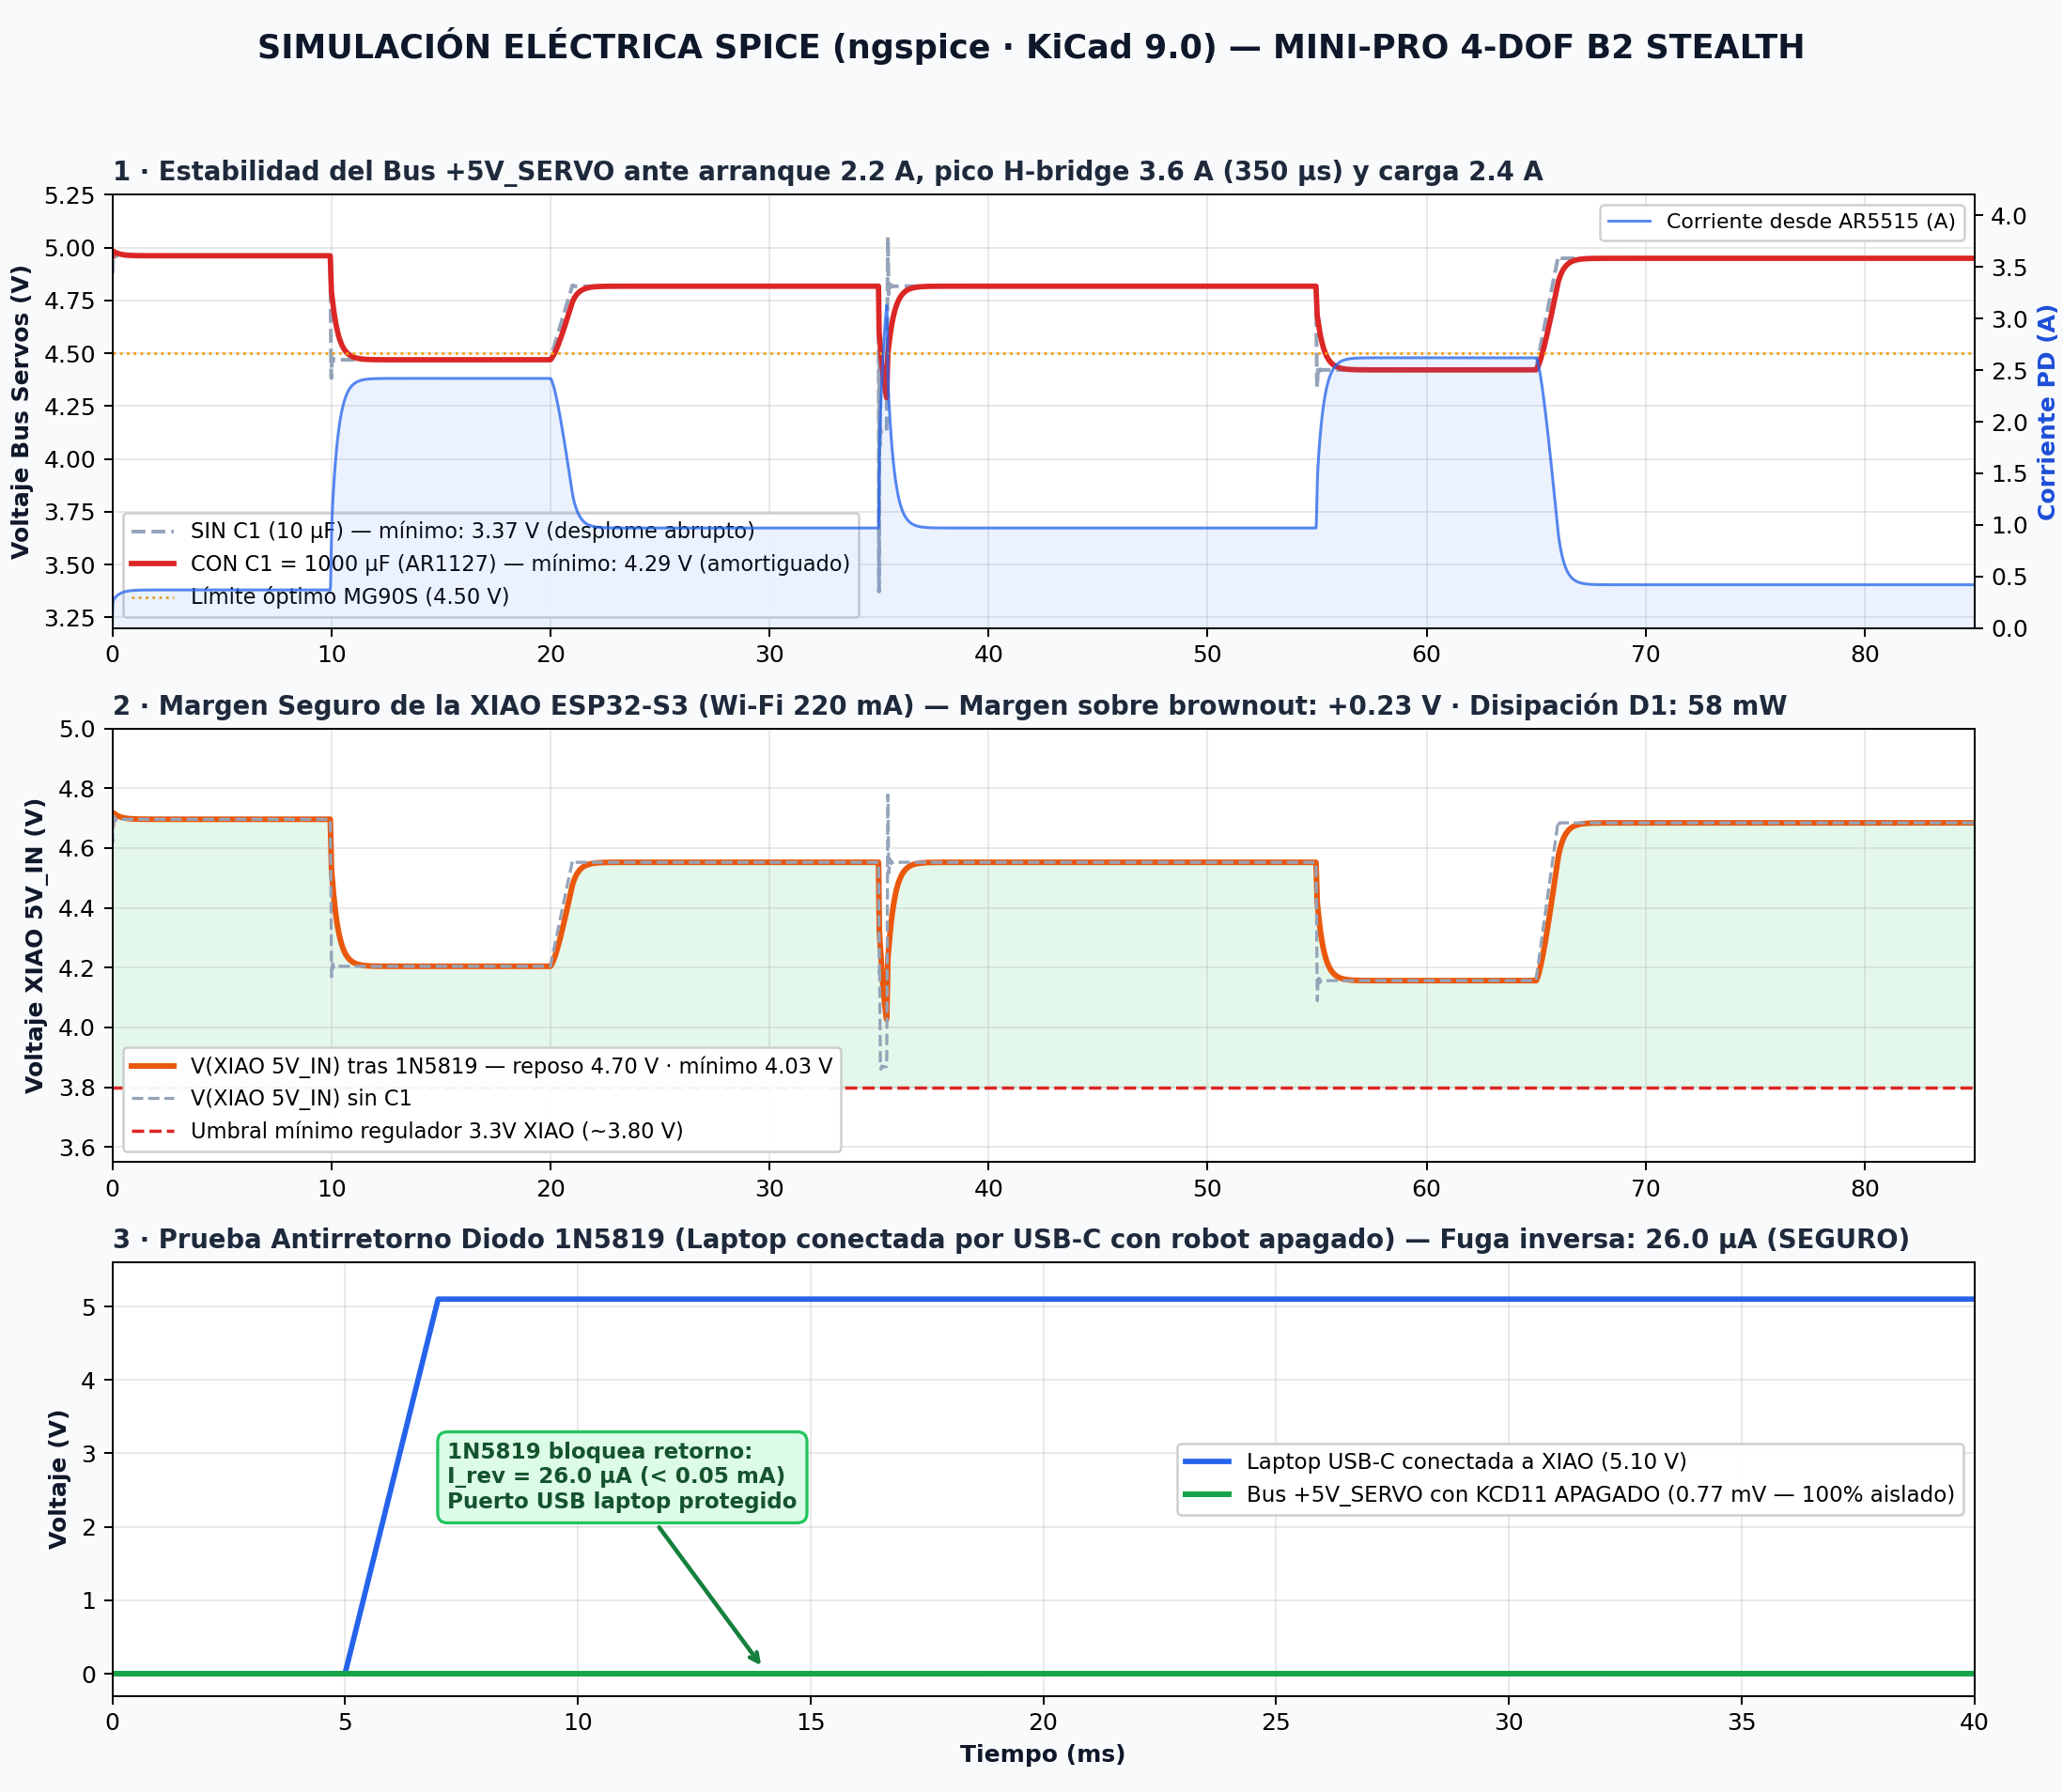 SIMULACIÓN ELÉCTRICA SPICE (ngspice · KiCad 9.0) — MINI-PRO 4-DOF B2 STEALTH
1 · Estabilidad del Bus +5V_SERVO ante arranque 2.2 A, pico H-bridge 3.6 A (350 µs) y carga 2.4 A
Voltaje Bus Servos (V)
5.25
5.00
4.75
4.50
4.25
4.00
3.75
3.50
3.25
Corriente desde AR5515 (A)
SIN C1 (10 µF) — mínimo: 3.37 V (desplome abrupto)
CON C1 = 1000 µF (AR1127) — mínimo: 4.29 V (amortiguado)
Límite óptimo MG90S (4.50 V)
4.0
3.5
3.0
2.5
2.0
1.5
1.0
0.5
0.0
Corriente PD (A)
0 10 20 30 40 50 60 70 80
2 · Margen Seguro de la XIAO ESP32-S3 (Wi-Fi 220 mA) — Margen sobre brownout: +0.23 V · Disipación D1: 58 mW
Voltaje XIAO 5V_IN (V)
5.0
4.8
4.6
4.4
4.2
4.0
3.8
3.6
V(XIAO 5V_IN) tras 1N5819 — reposo 4.70 V · mínimo 4.03 V
V(XIAO 5V_IN) sin C1
Umbral mínimo regulador 3.3V XIAO (~3.80 V)
0 10 20 30 40 50 60 70 80
3 · Prueba Antirretorno Diodo 1N5819 (Laptop conectada por USB-C con robot apagado) — Fuga inversa: 26.0 µA (SEGURO)
Voltaje (V)
5
4
3
2
1
0
1N5819 bloquea retorno:
I_rev = 26.0 µA (< 0.05 mA)
Puerto USB laptop protegido
Laptop USB-C conectada a XIAO (5.10 V)
Bus +5V_SERVO con KCD11 APAGADO (0.77 mV — 100% aislado)
0 5 10 15 20 25 30 35 40
Tiempo (ms)